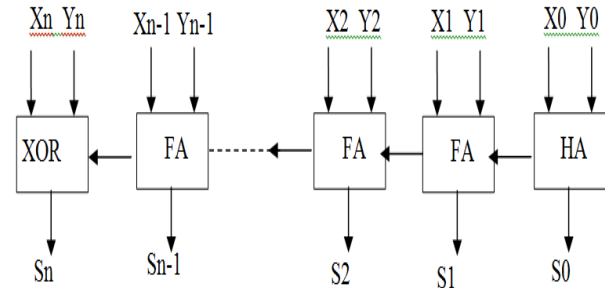 Xn Yn Xn-1 Yn-1 X2 Y2 X1 Y1 X0 Y0
XOR FA FA FA HA
Sn Sn-1 S2 S1 S0